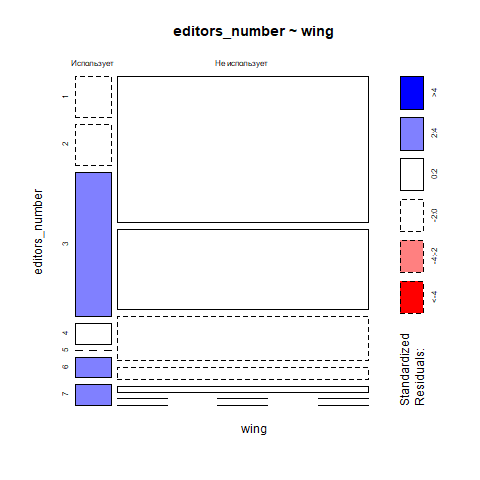 editors_number ~ wing
Использует
Не используют
editors_number
1
2
3
4
5
6
7
wing
>4
2:4
0:2
-2:0
-4:-2
<-4
Standardized
Residuals: